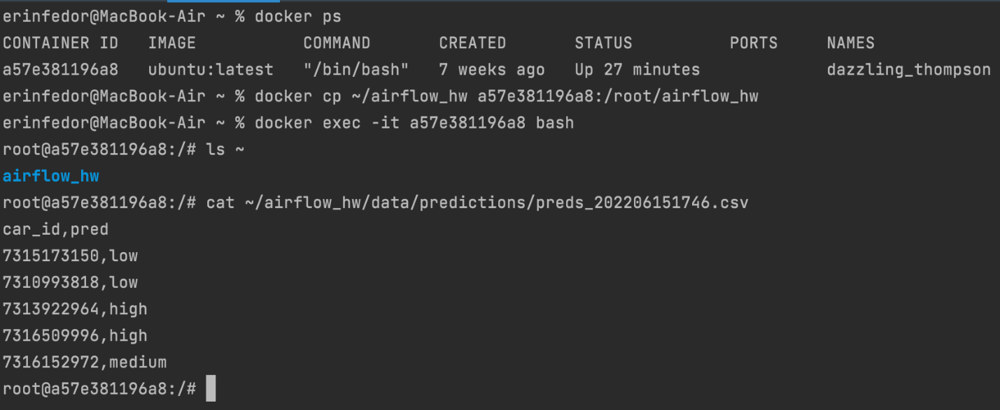 erinfedor@MacBook-Air ~ % docker ps
CONTAINER ID   IMAGE           COMMAND       CREATED       STATUS          PORTS     NAMES
a57e381196a8   ubuntu:latest   "/bin/bash"   7 weeks ago   Up 27 minutes             dazzling_thompson
erinfedor@MacBook-Air ~ % docker cp ~/airflow_hw a57e381196a8:/root/airflow_hw
erinfedor@MacBook-Air ~ % docker exec -it a57e381196a8 bash
root@a57e381196a8:/# ls ~
airflow_hw
root@a57e381196a8:/# cat ~/airflow_hw/data/predictions/preds_202206151746.csv
car_id,pred
7315173150,low
7310993818,low
7313922964,high
7316509996,high
7316152972,medium
root@a57e381196a8:/#